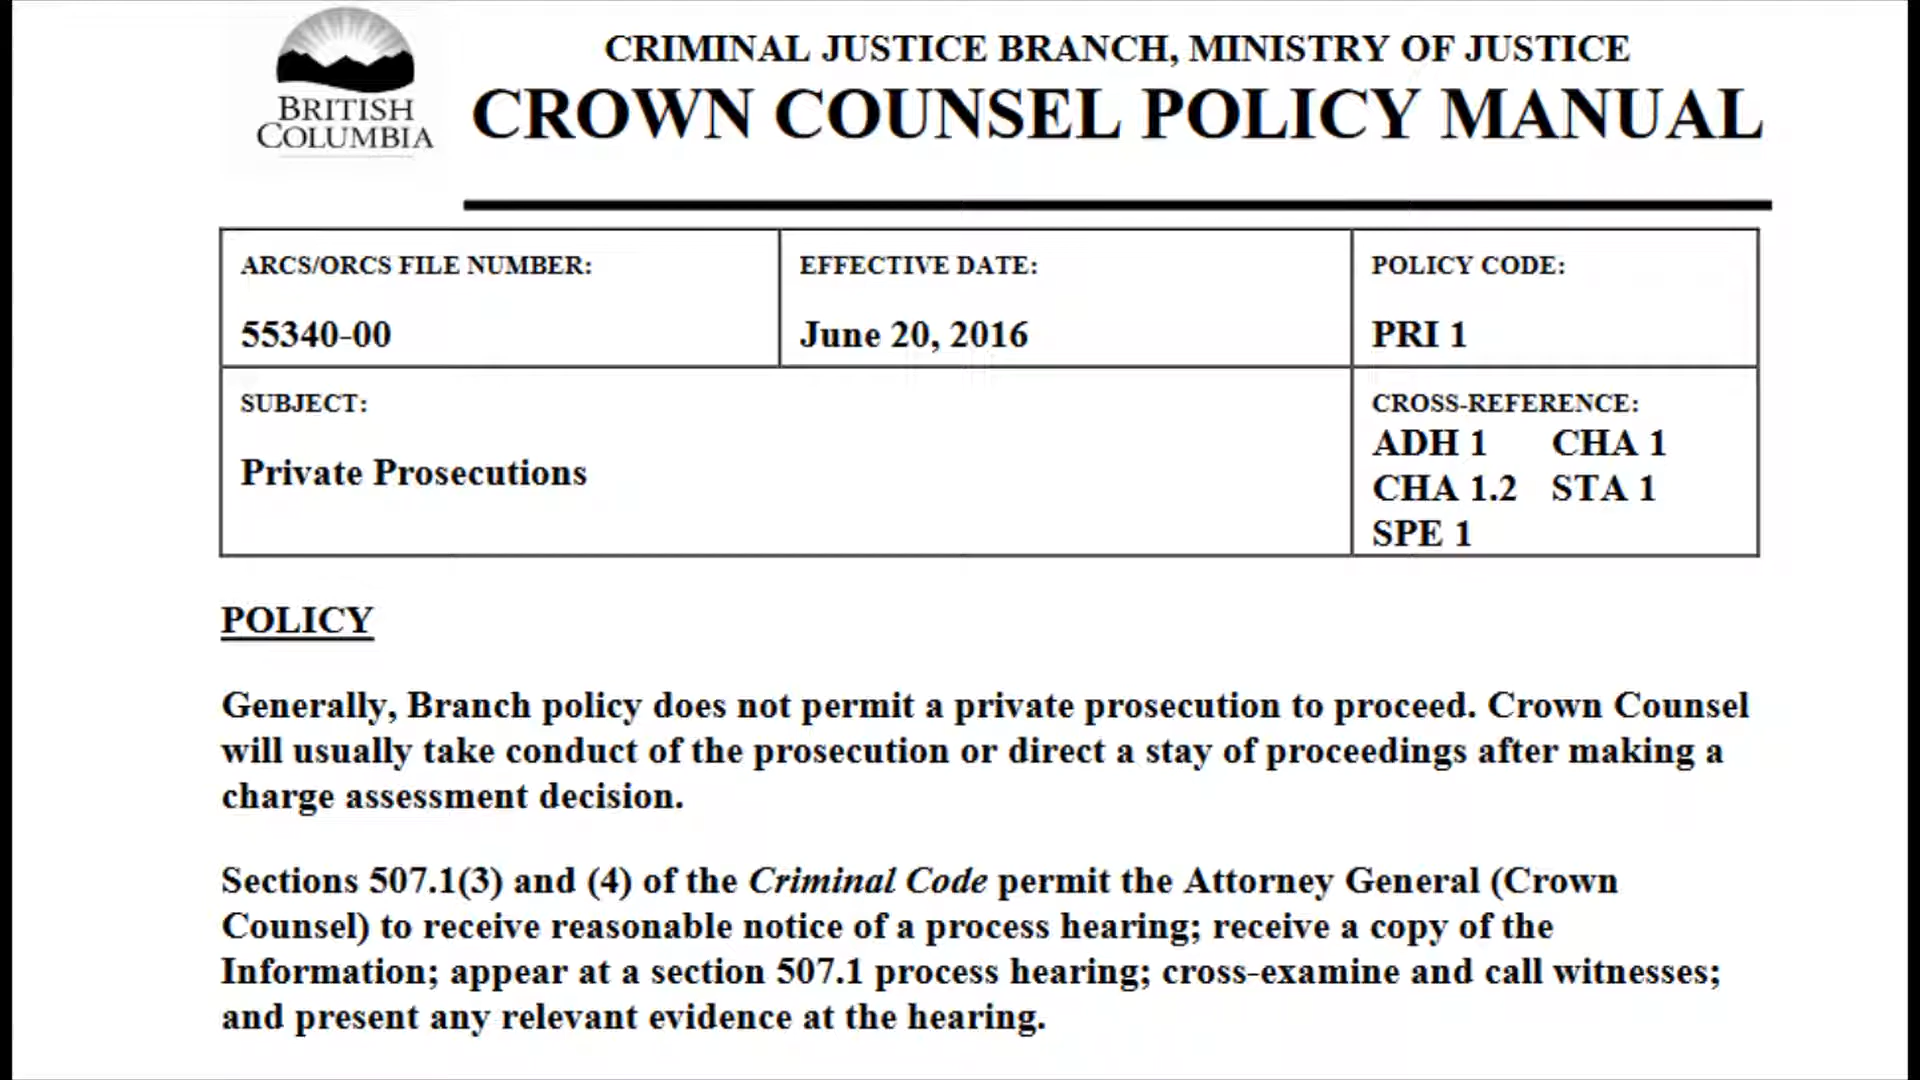 BRITISH
COLUMBIA
CRIMINAL JUSTICE BRANCH, MINISTRY OF JUSTICE
CROWN COUNSEL POLICY MANUAL
ARCS/ORCS FILE NUMBER:
55340-00
EFFECTIVE DATE:
June 20, 2016
POLICY CODE:
PRI 1
SUBJECT:
Private Prosecutions
CROSS-REFERENCE:
ADH 1 CHA 1
CHA 1.2 STA 1
SPE 1
POLICY
Generally, Branch policy does not permit a private prosecution to proceed. Crown Counsel
will usually take conduct of the prosecution or direct a stay of proceedings after making a
charge assessment decision.
Sections 507.1(3) and (4) of the Criminal Code permit the Attorney General (Crown
Counsel) to receive reasonable notice of a process hearing; receive a copy of the
Information; appear at a section 507.1 process hearing; cross-examine and call witnesses;
and present any relevant evidence at the hearing.